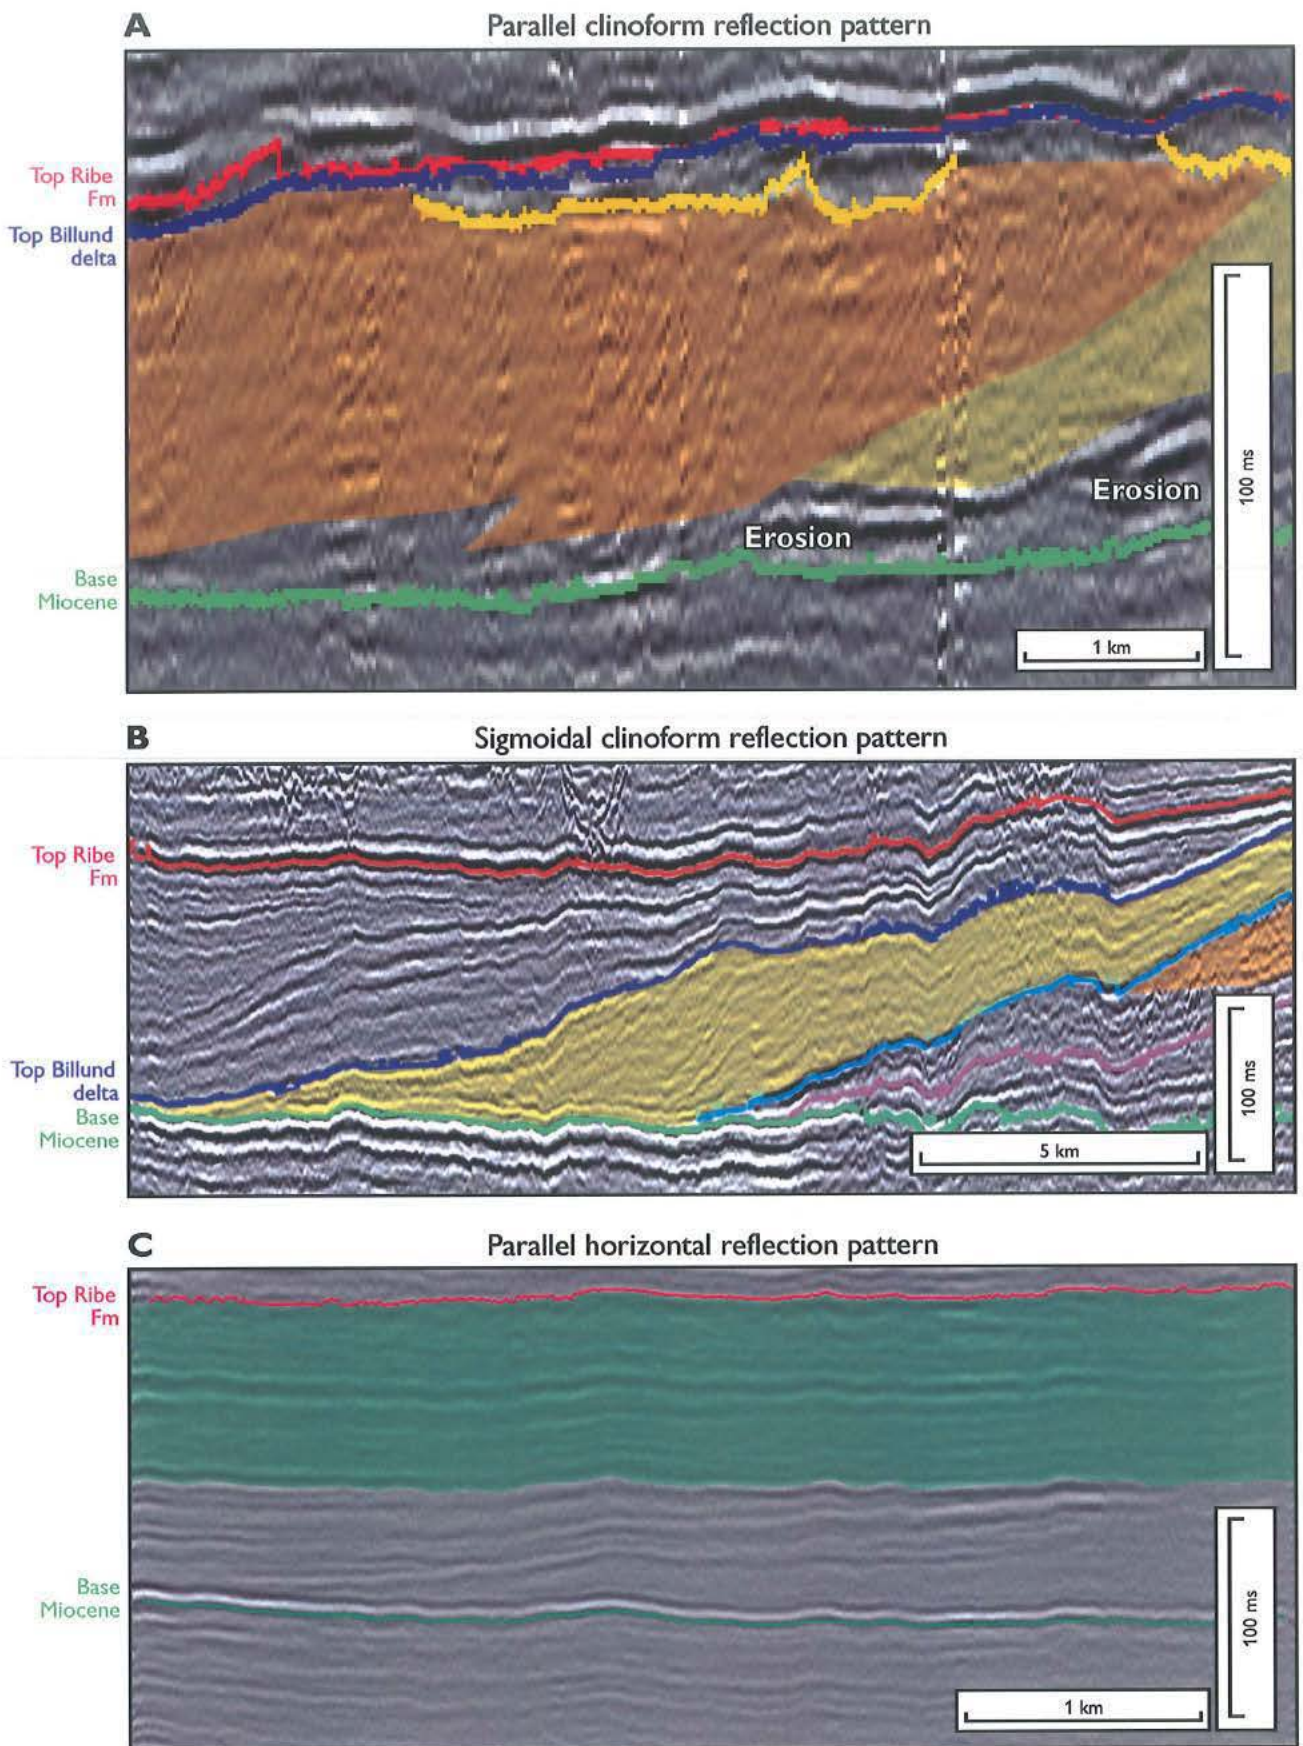 A
Parallel clinoform reflection pattern
Top Ribe
Fm
Top Billund
delta
Base
Miocene
Erosion
Erosion
100 ms
1 km
B
Sigmoidal clinoform reflection pattern
Top Ribe
Fm
Top Billund
delta
Base
Miocene
5 km
100 ms
C
Parallel horizontal reflection pattern
Top Ribe
Fm
Base
Miocene
100 ms
1 km